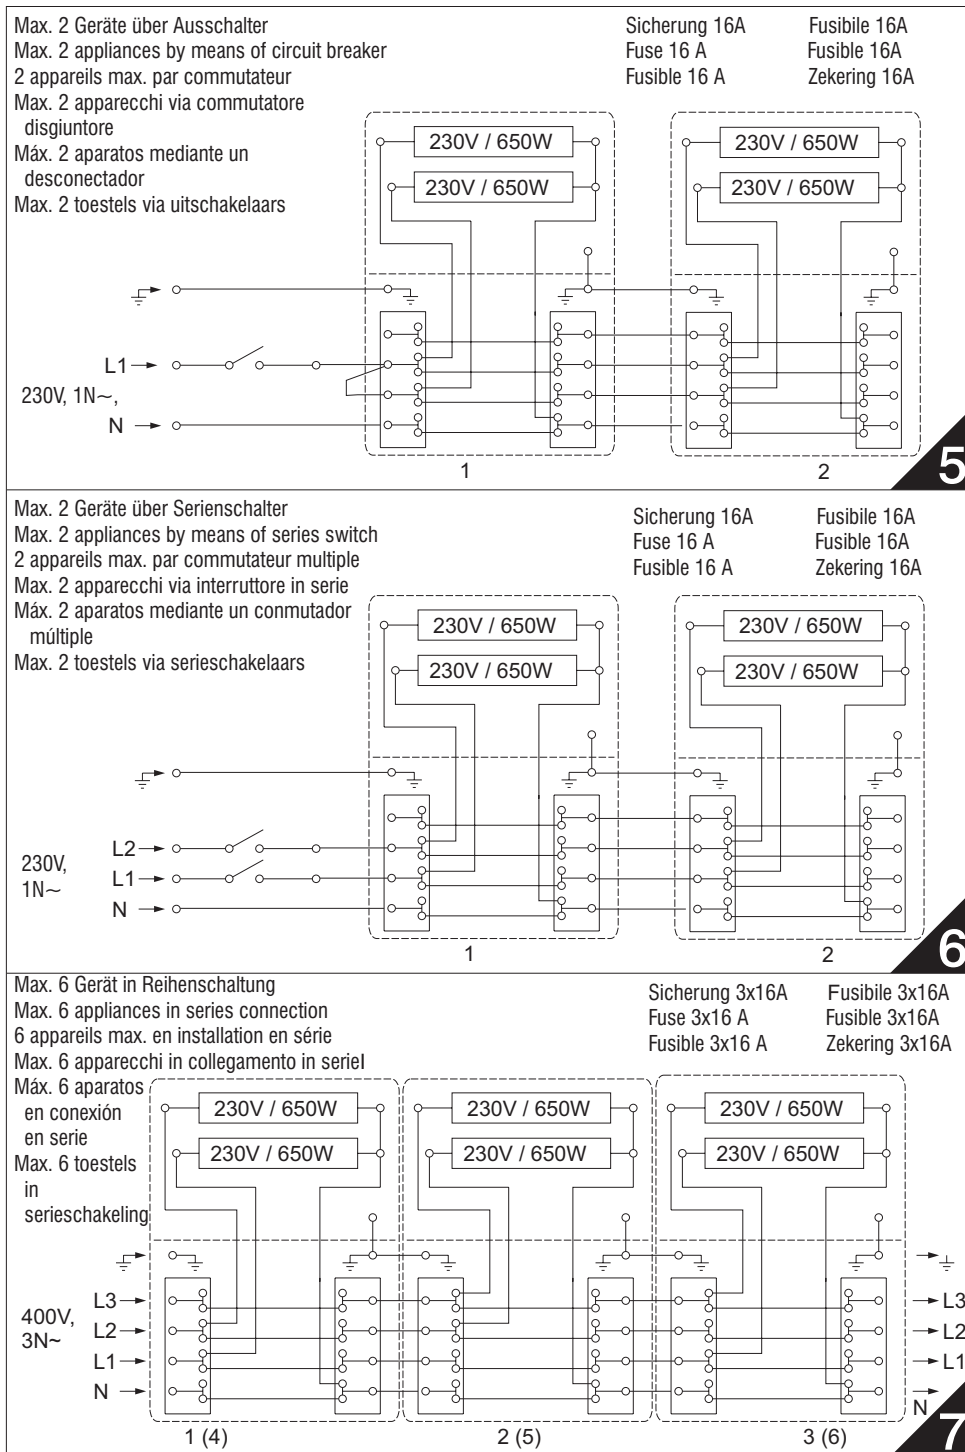 Max. 2 Geräte über Ausschalter
Max. 2 appliances by means of circuit breaker
2 appareils max. par commutateur
Max. 2 apparecchi via commutatore
disgiuntore
Máx. 2 aparatos mediante un
desconectador
Max. 2 toestels via uitschakelaars
Sicherung 16A
Fuse 16 A
Fusible 16 A
Fusibile 16A
Fusible 16A
Zekering 16A
230V / 650W
230V / 650W
230V / 650W
230V / 650W
L1
230V, 1N~,
N
1
2
5
Max. 2 Geräte über Serienschalter
Max. 2 appliances by means of series switch
2 appareils max. par commutateur multiple
Max. 2 apparecchi via interruttore in serie
Máx. 2 aparatos mediante un conmutador
múltiple
Max. 2 toestels via serieschakelaars
Sicherung 16A
Fuse 16 A
Fusible 16 A
Fusibile 16A
Fusible 16A
Zekering 16A
230V / 650W
230V / 650W
230V / 650W
230V / 650W
230V,
1N~
L2
L1
N
1
2
6
Max. 6 Gerät in Reihenschaltung
Max. 6 appliances in series connection
6 appareils max. en installation en série
Max. 6 apparecchi in collegamento in serieI
Máx. 6 aparatos
en conexión
en serie
Max. 6 toestels
in
serieschakeling
Sicherung 3x16A
Fuse 3x16 A
Fusible 3x16 A
Fusibile 3x16A
Fusible 3x16A
Zekering 3x16A
230V / 650W
230V / 650W
230V / 650W
230V / 650W
230V / 650W
230V / 650W
400V,
3N~
L3
L2
L1
N
L3
L2
L1
N
1 (4)
2 (5)
3 (6)
7